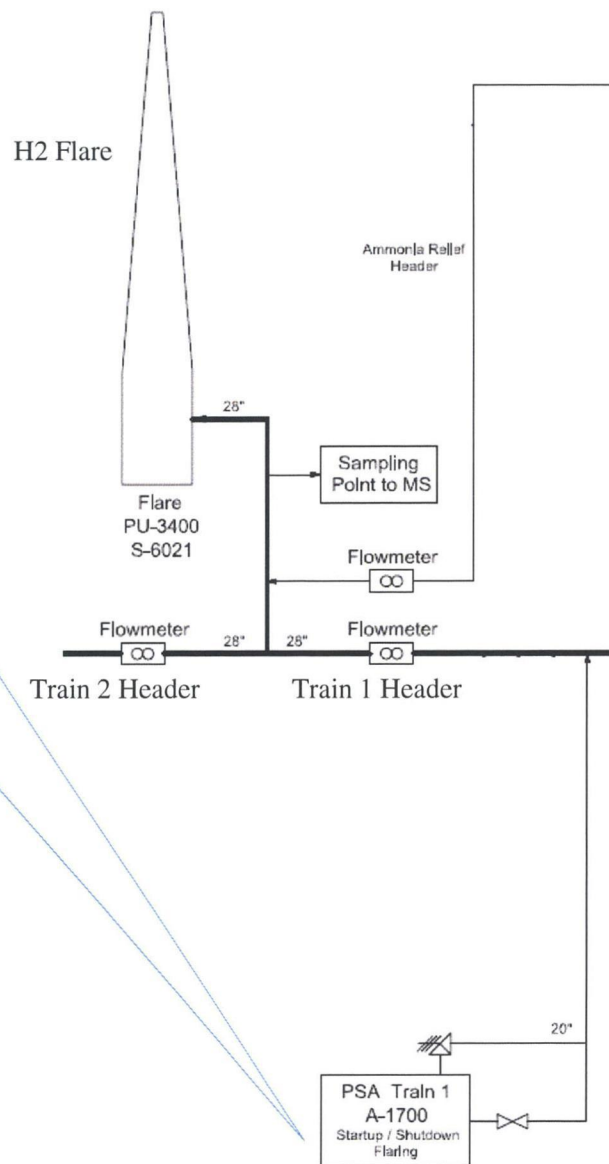 H2 Flare
Ammonia Relief
Header
28"
Sampling
Point to MS
Flare
PU-3400
S-6021
Flowmeter
Flowmeter
28"
28"
Flowmeter
Train 2 Header
Train 1 Header
20"
PSA Train 1
A-1700
Startup / Shutdown
Flaring